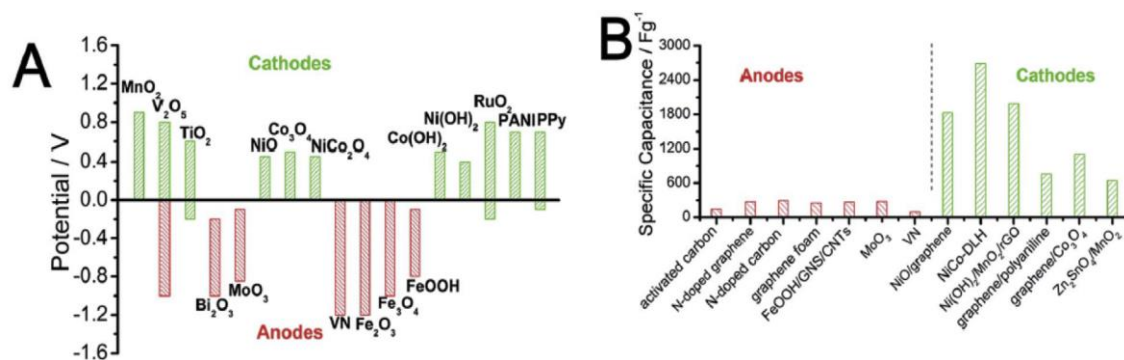 A
Potential / V
1.6
1.2
0.8
0.4
0.0
-0.4
-0.8
-1.2
-1.6
Cathodes
MnO2
V2O5
TiO2
NiO
Co3O4
NiCo2O4
Co(OH)2
Ni(OH)2
RuO2
PANI
PPy
Bi2O3
MoO3
VN
Fe2O3
Fe3O4
FeOOH
Anodes
B
Specific Capacitance / Fg-1
3000
2400
1800
1200
600
0
Anodes
Cathodes
activated carbon
N-doped graphene
N-doped carbon
graphene foam
FeOOH/GNS/CNTs
MoO3
VN
NiO/graphene
NiCo-DLH
Ni(OH)2/MnO2/rGO
graphene/polyaniline
graphene/Co3O4
Zn2SnO4/MnO2